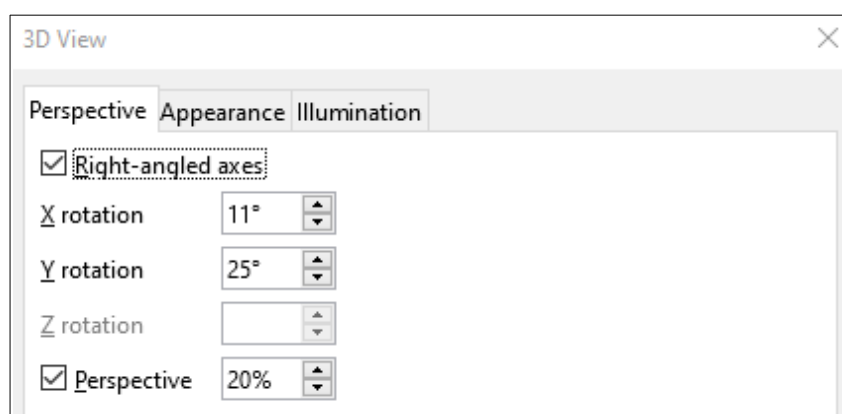 3D View
Perspective Appearance Illumination
Right-angled axes
X rotation 11°
Y rotation 25°
Z rotation
Perspective 20%